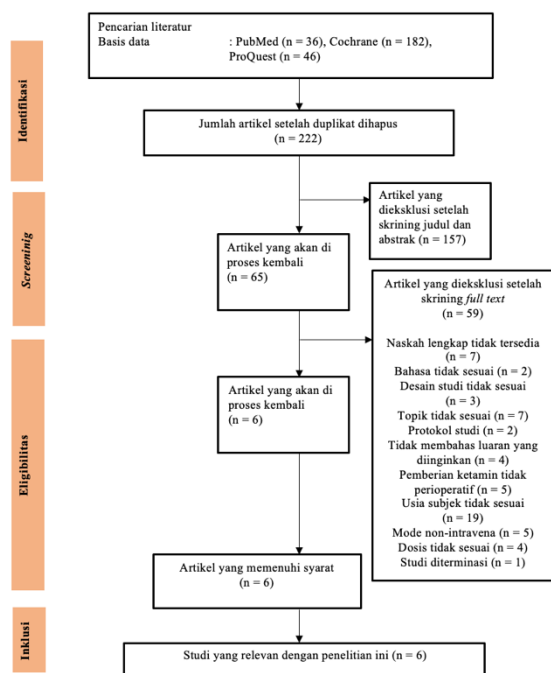 Pencarian literatur
Basis data : PubMed (n = 36), Cochrane (n = 182),
ProQuest (n = 46)
Identifikasi
Jumlah artikel setelah duplikat dihapus
(n = 222)
Artikel yang
dieksklusi setelah
skrining judul dan
abstrak (n = 157)
Screeninig
Artikel yang akan di
proses kembali
(n = 65)
Artikel yang dieksklusi setelah
skrining full text
(n = 59)
Naskah lengkap tidak tersedia
(n = 7)
Bahasa tidak sesuai (n = 2)
Desain studi tidak sesuai
(n = 3)
Topik tidak sesuai (n = 7)
Protokol studi (n = 2)
Tidak membahas luaran yang
diinginkan (n = 4)
Pemberian ketamin tidak
perioperatif (n = 5)
Usia subjek tidak sesuai
(n = 19)
Mode non-intravena (n = 5)
Dosis tidak sesuai (n = 4)
Studi diterminasi (n = 1)
Eligibilitas
Artikel yang akan di
proses kembali
(n = 6)
Artikel yang memenuhi syarat
(n = 6)
Inklusi
Studi yang relevan dengan penelitian ini (n = 6)